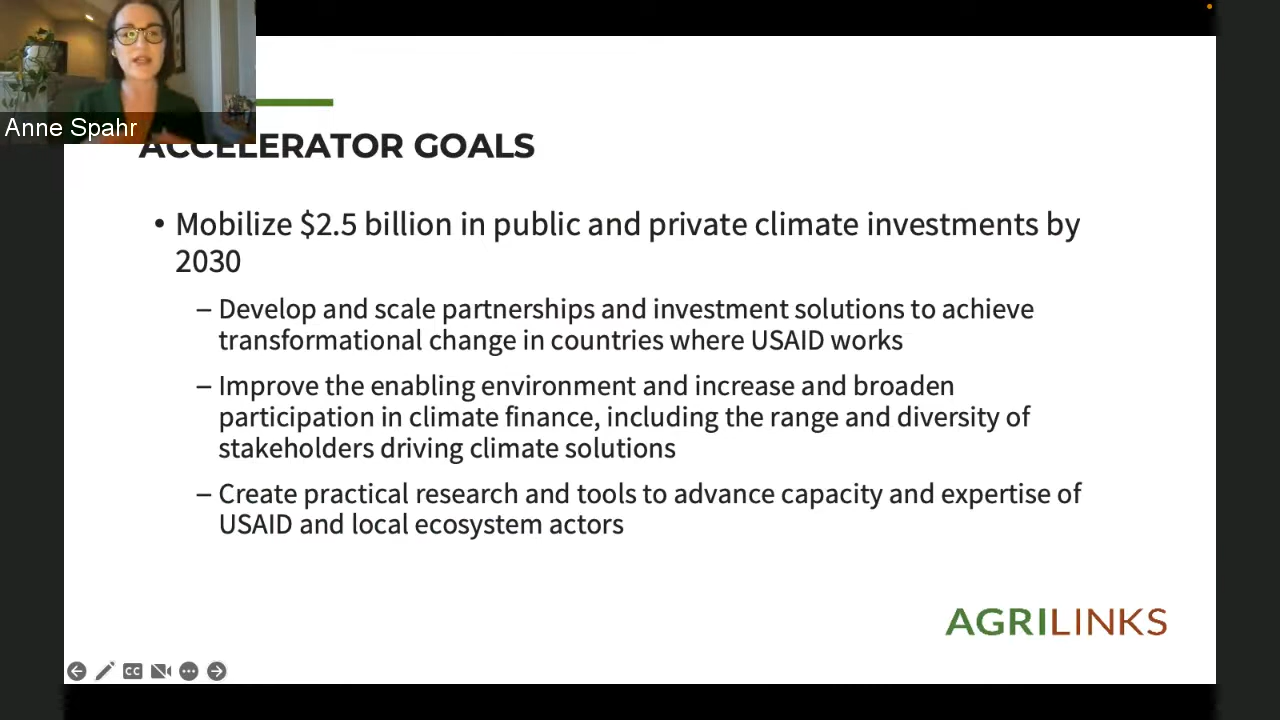 Anne Spahr
ACCELERATOR GOALS
• Mobilize $2.5 billion in public and private climate investments by
2030
– Develop and scale partnerships and investment solutions to achieve
transformational change in countries where USAID works
– Improve the enabling environment and increase and broaden
participation in climate finance, including the range and diversity of
stakeholders driving climate solutions
– Create practical research and tools to advance capacity and expertise of
USAID and local ecosystem actors
AGRILINKS
CC